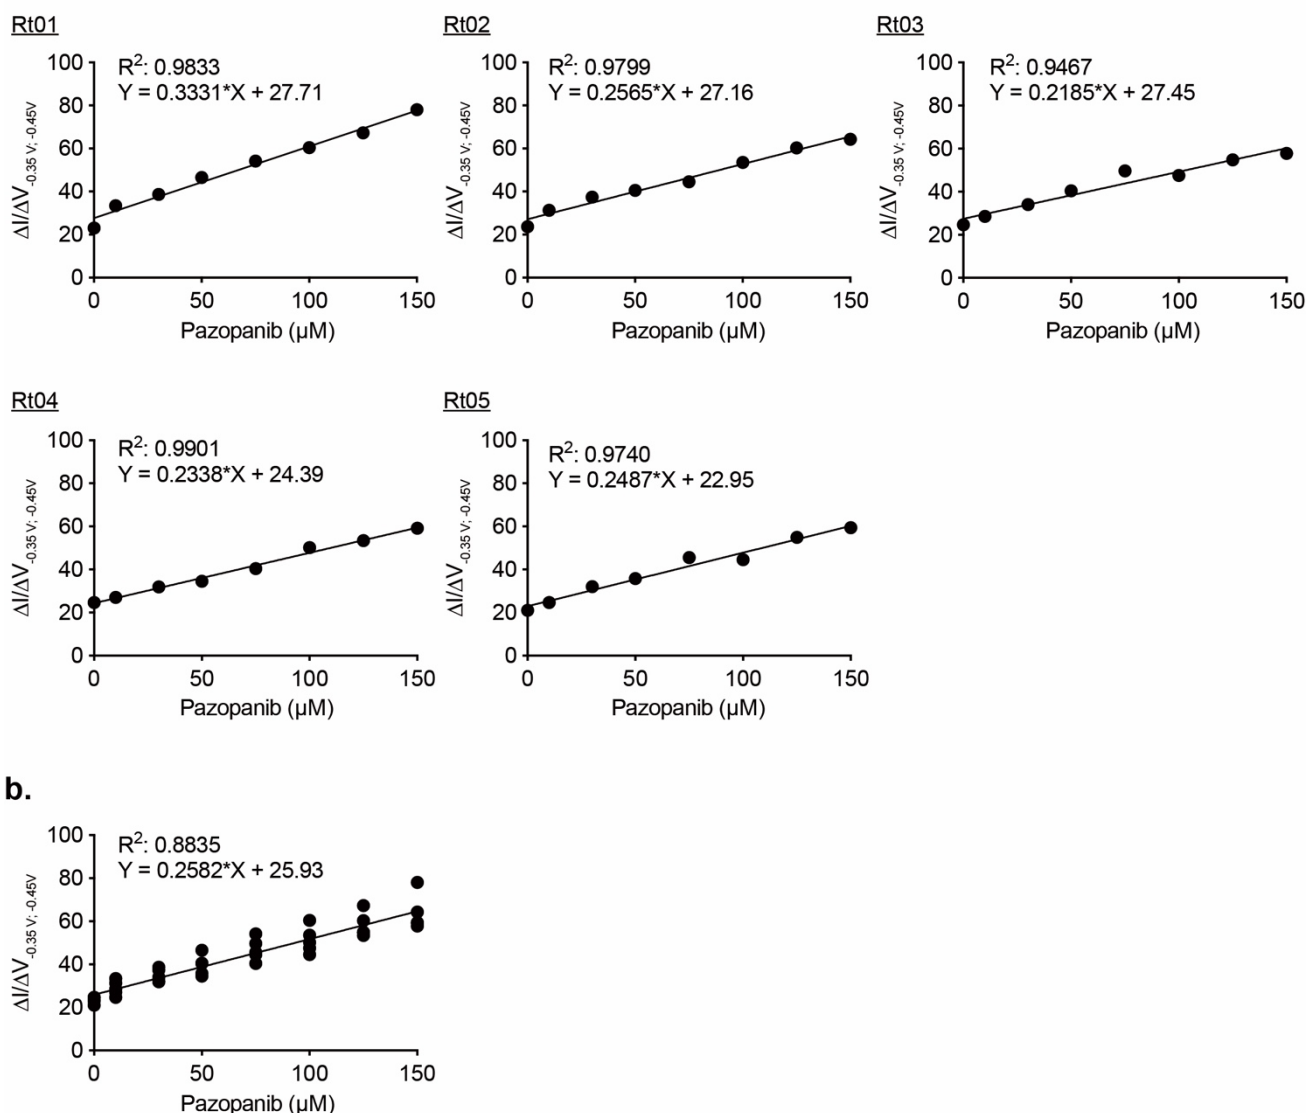 Rt01
R²: 0.9833
Y = 0.3331*X + 27.71
ΔI/ΔV-0.35 V; -0.45V
100
80
60
40
20
0
0 50 100 150
Pazopanib (µM)
Rt02
R²: 0.9799
Y = 0.2565*X + 27.16
ΔI/ΔV-0.35 V; -0.45V
100
80
60
40
20
0
0 50 100 150
Pazopanib (µM)
Rt03
R²: 0.9467
Y = 0.2185*X + 27.45
ΔI/ΔV-0.35 V; -0.45V
100
80
60
40
20
0
0 50 100 150
Pazopanib (µM)
Rt04
R²: 0.9901
Y = 0.2338*X + 24.39
ΔI/ΔV-0.35 V; -0.45V
100
80
60
40
20
0
0 50 100 150
Pazopanib (µM)
Rt05
R²: 0.9740
Y = 0.2487*X + 22.95
ΔI/ΔV-0.35 V; -0.45V
100
80
60
40
20
0
0 50 100 150
Pazopanib (µM)
b.
R²: 0.8835
Y = 0.2582*X + 25.93
ΔI/ΔV-0.35 V; -0.45V
100
80
60
40
20
0
0 50 100 150
Pazopanib (µM)